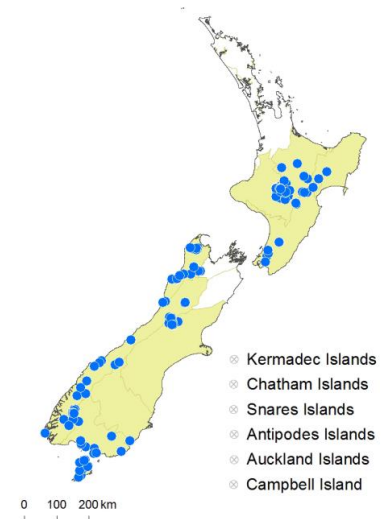 Kermadec Islands
Chatham Islands
Snares Islands
Antipodes Islands
Auckland Islands
Campbell Island
0 100 200 km